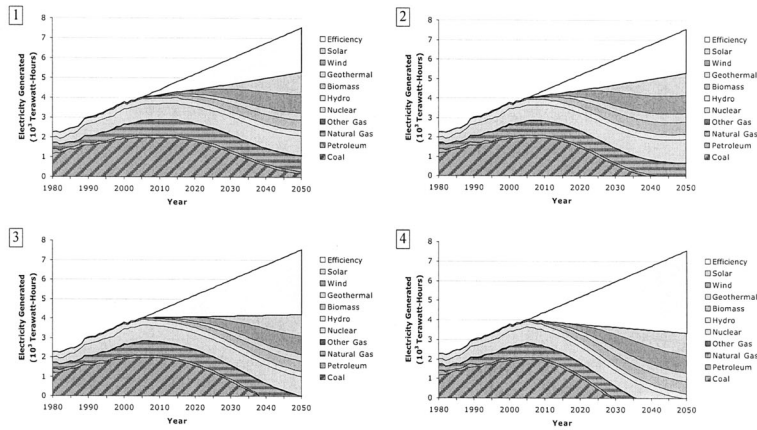 1
8
7
6
5
4
3
2
1
0
Electricity Generated
(10³ Terawatt-Hours)
1980 1990 2000 2010 2020 2030 2040 2050
Year
Efficiency
Solar
Wind
Geothermal
Biomass
Hydro
Nuclear
Other Gas
Natural Gas
Petroleum
Coal
2
8
7
6
5
4
3
2
1
0
Electricity Generated
(10³ Terawatt-Hours)
1980 1990 2000 2010 2020 2030 2040 2050
Year
Efficiency
Solar
Wind
Geothermal
Biomass
Hydro
Nuclear
Other Gas
Natural Gas
Petroleum
Coal
3
8
7
6
5
4
3
2
1
0
Electricity Generated
(10³ Terawatt-Hours)
1980 1990 2000 2010 2020 2030 2040 2050
Year
Efficiency
Solar
Wind
Geothermal
Biomass
Hydro
Nuclear
Other Gas
Natural Gas
Petroleum
Coal
4
8
7
6
5
4
3
2
1
0
Electricity Generated
(10³ Terawatt-Hours)
1980 1990 2000 2010 2020 2030 2040 2050
Year
Efficiency
Solar
Wind
Geothermal
Biomass
Hydro
Nuclear
Other Gas
Natural Gas
Petroleum
Coal